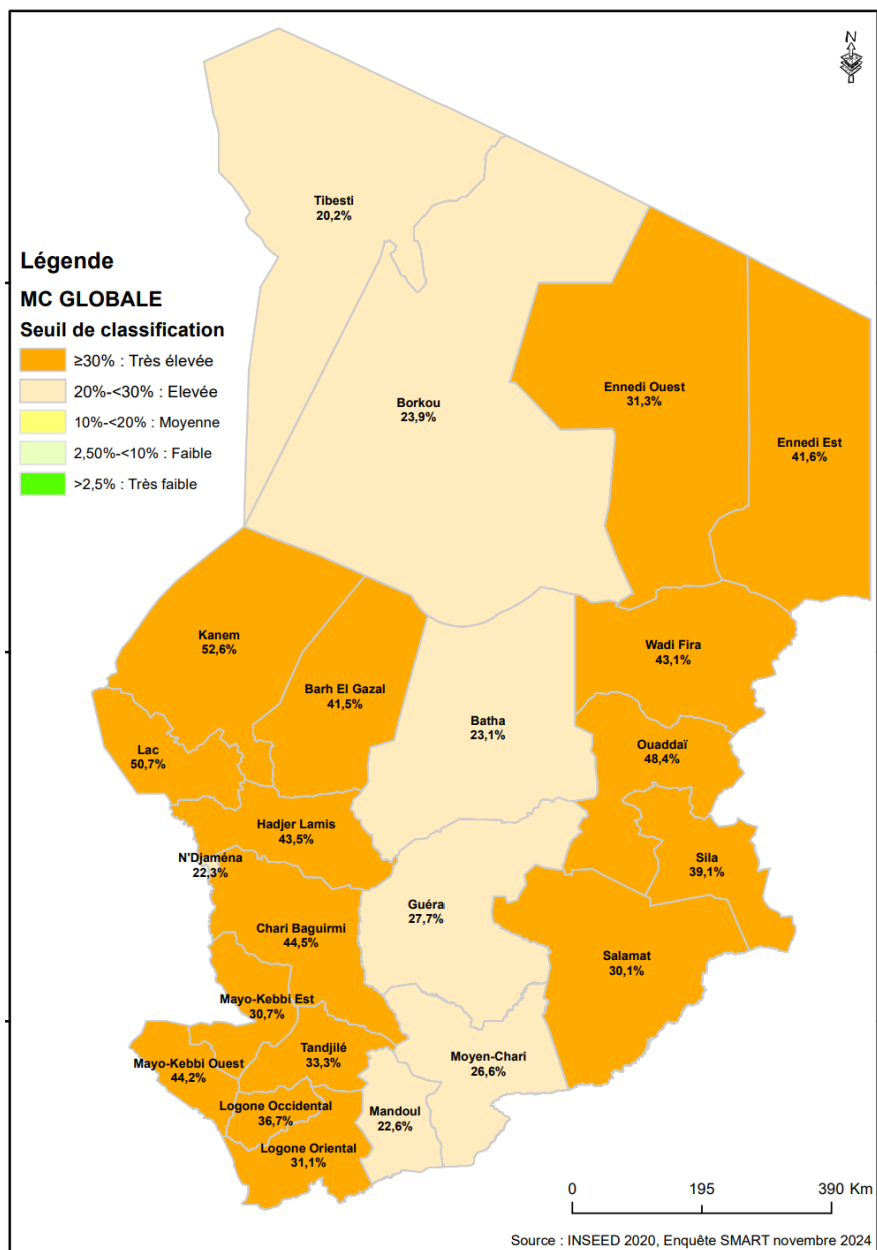 N
Tibesti
20,2%
Légende
MC GLOBALE
Seuil de classification
≥30% : Très élevée
20%-<30% : Elevée
10%-<20% : Moyenne
2,50%-<10% : Faible
>2,5% : Très faible
Borkou
23,9%
Ennedi Ouest
31,3%
Ennedi Est
41,6%
Kanem
52,6%
Barh El Gazal
41,5%
Wadi Fira
43,1%
Batha
23,1%
Lac
50,7%
Ouaddaï
48,4%
Hadjer Lamis
43,5%
N'Djaména
22,3%
Sila
39,1%
Guéra
27,7%
Chari Baguirmi
44,5%
Salamat
30,1%
Mayo-Kebbi Est
30,7%
Tandjilé
33,3%
Moyen-Chari
26,6%
Mayo-Kebbi Ouest
44,2%
Logone Occidental
36,7%
Mandoul
22,6%
Logone Oriental
31,1%
0 195 390 Km
Source : INSEED 2020, Enquête SMART novembre 2024